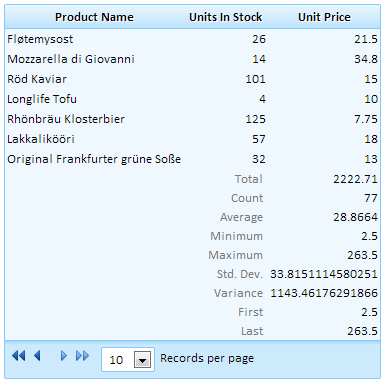 Product Name Units In Stock Unit Price
Fløtemysost 26 21.5
Mozzarella di Giovanni 14 34.8
Röd Kaviar 101 15
Longlife Tofu 4 10
Rhönbräu Klosterbier 125 7.75
Lakkalikööri 57 18
Original Frankfurter grüne Soße 32 13
Total 2222.71
Count 77
Average 28.8664
Minimum 2.5
Maximum 263.5
Std. Dev. 33.8151114580251
Variance 1143.46176291866
First 2.5
Last 263.5
10 Records per page